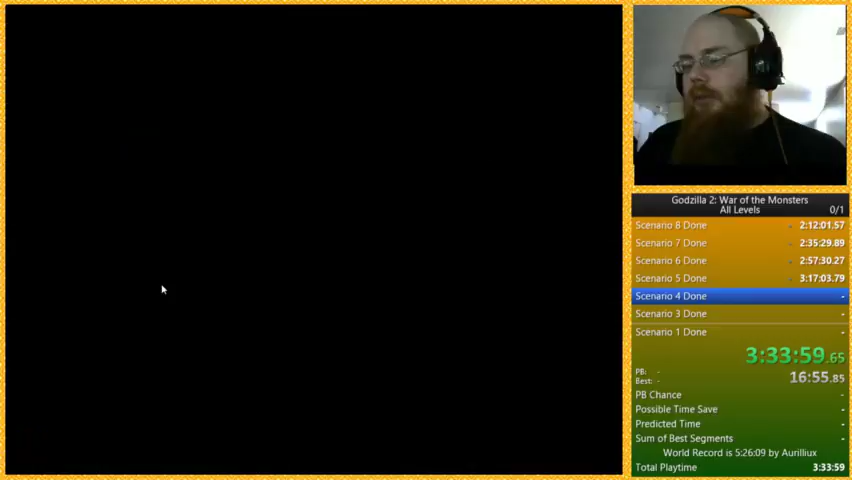 Godzilla 2: War of the Monsters
All Levels 0/1
Scenario 8 Done - 2:12:01.57
Scenario 7 Done - 2:35:29.89
Scenario 6 Done - 2:57:30.27
Scenario 5 Done - 3:17:03.79
Scenario 4 Done -
Scenario 3 Done -
Scenario 1 Done -
3:33:59.65
PB: -
Best: - 16:55.85
PB Chance -
Possible Time Save -
Predicted Time -
Sum of Best Segments -
World Record is 5:26:09 by Aurilliux
Total Playtime 3:33:59